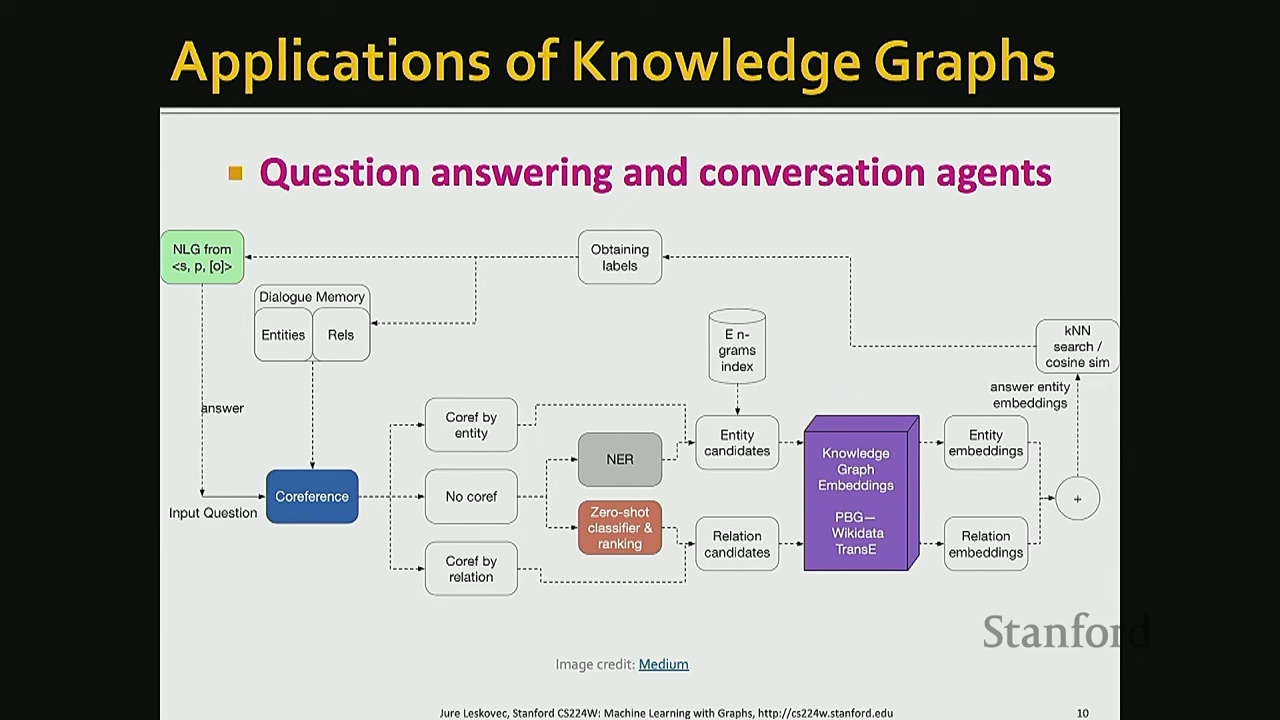 Applications of Knowledge Graphs
Question answering and conversation agents
NLG from
<s, p, [o]>
Obtaining
labels
Dialogue Memory
Entities
Rels
E n-
grams
index
kNN
search /
cosine sim
answer entity
embeddings
answer
Coref by
entity
NER
Entity
candidates
Knowledge
Graph
Embeddings
PBG—
Wikidata
TransE
Entity
embeddings
Coreference
No coref
+
Input Question
Zero-shot
classifier &
ranking
Relation
candidates
Relation
embeddings
Coref by
relation
Stanford
Image credit: Medium
Jure Leskovec, Stanford CS224W: Machine Learning with Graphs, http://cs224w.stanford.edu
10